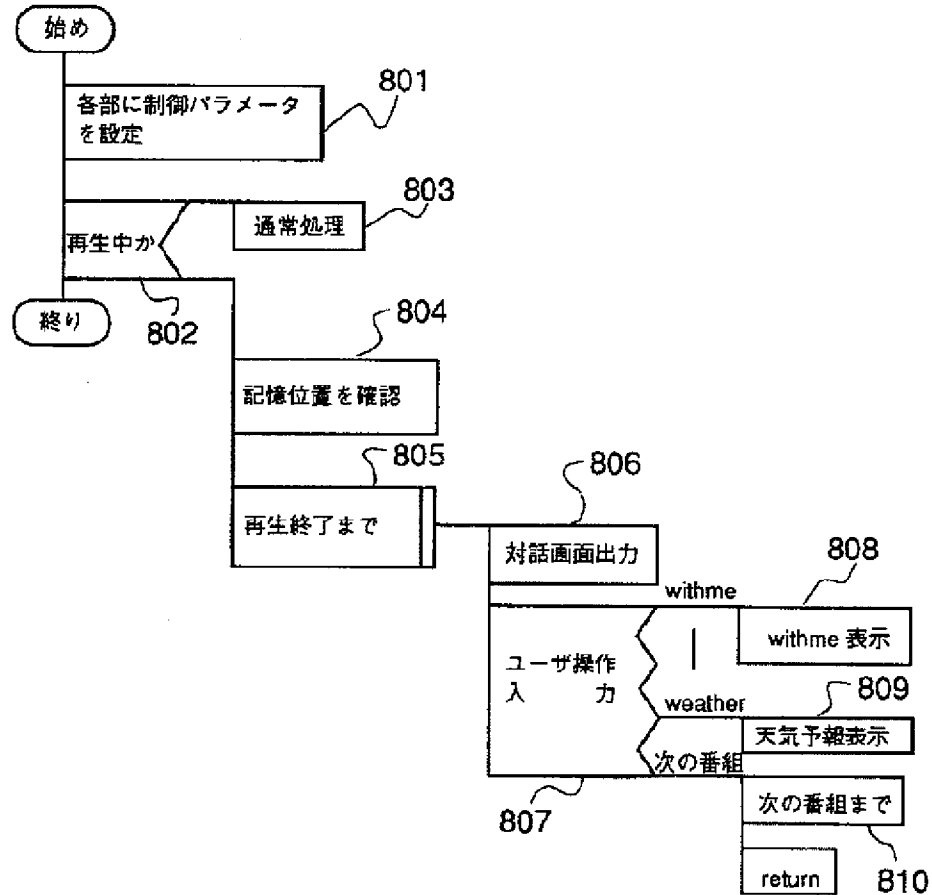 始め
各部に制御パラメータ
を設定
801
再生中か
802
通常処理
803
終り
804
記憶位置を確認
805
再生終了まで
806
対話画面出力
withme
808
withme 表示
ユーザ操作
入 力
807
weather
809
天気予報表示
次の番組
次の番組まで
810
return